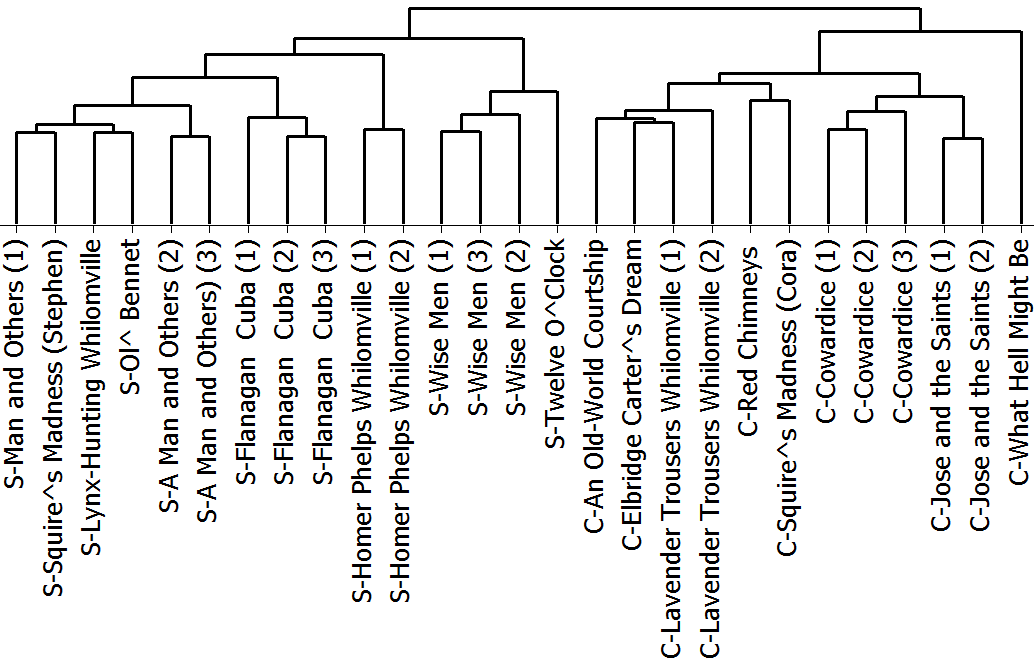 S-Man and Others (1)
S-Squire^s Madness (Stephen)
S-Lynx-Hunting Whilomville
S-Ol^ Bennet
S-A Man and Others (2)
S-A Man and Others) (3)
S-Flanagan  Cuba (1)
S-Flanagan  Cuba (2)
S-Flanagan  Cuba (3)
S-Homer Phelps Whilomville (1)
S-Homer Phelps Whilomville (2)
S-Wise Men (1)
S-Wise Men (3)
S-Wise Men (2)
S-Twelve O^Clock
C-An Old-World Courtship
C-Elbridge Carter^s Dream
C-Lavender Trousers Whilomville (1)
C-Lavender Trousers Whilomville (2)
C-Red Chimneys
C-Squire^s Madness (Cora)
C-Cowardice (1)
C-Cowardice (2)
C-Cowardice (3)
C-Jose and the Saints (1)
C-Jose and the Saints (2)
C-What Hell Might Be